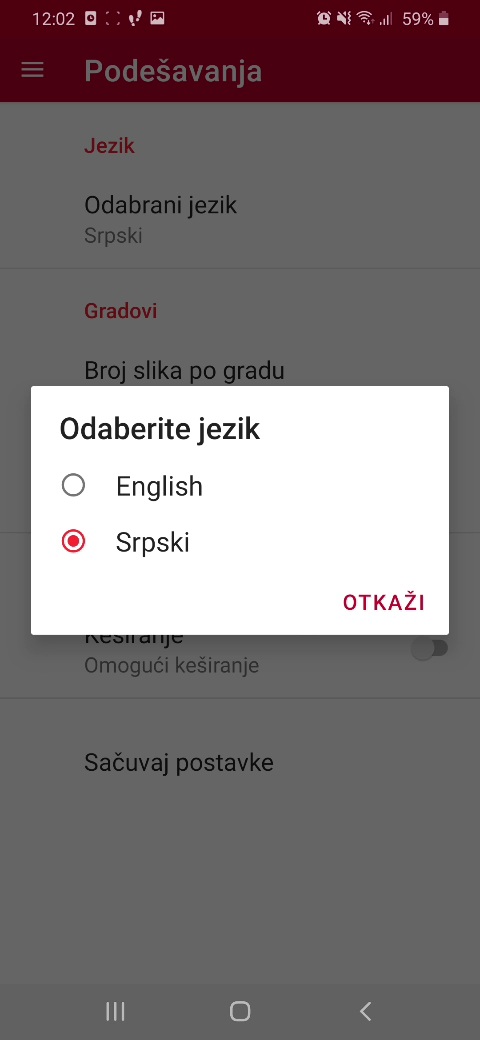 12:02
59%
Podešavanja
Jezik
Odabrani jezik
Srpski
Gradovi
Broj slika po gradu
Odaberite jezik
English
Srpski
OTKAŽI
Keširanje
Omogući keširanje
Sačuvaj postavke